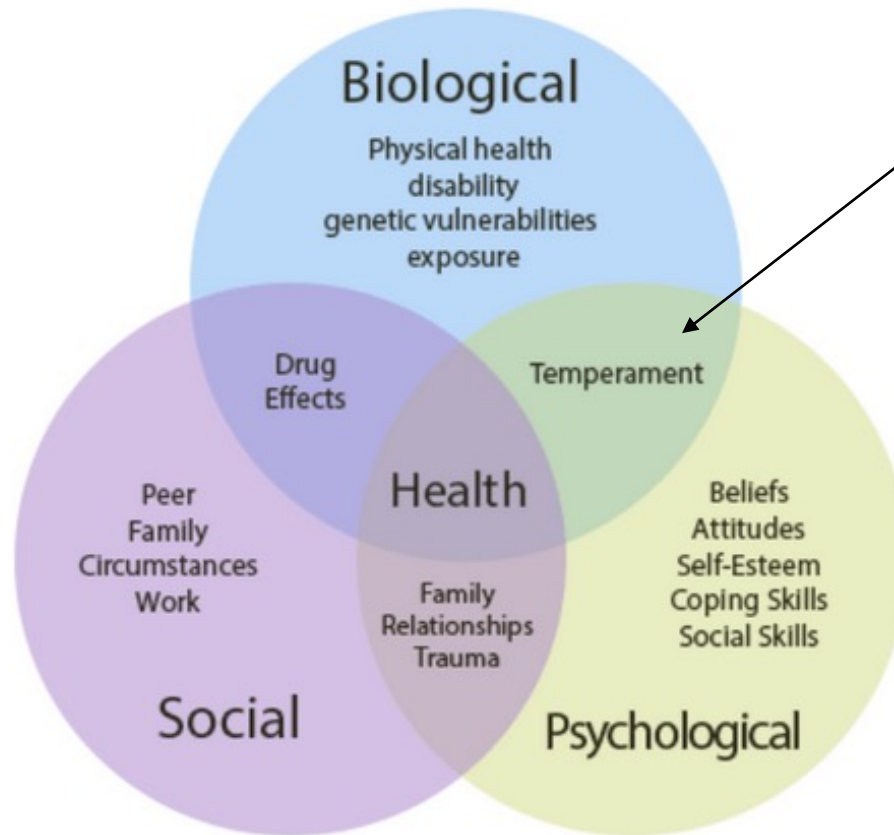 Biological
Physical health
disability
genetic vulnerabilities
exposure
Drug
Effects
Temperament
Health
Peer
Family
Circumstances
Work
Family
Relationships
Trauma
Beliefs
Attitudes
Self-Esteem
Coping Skills
Social Skills
Social
Psychological